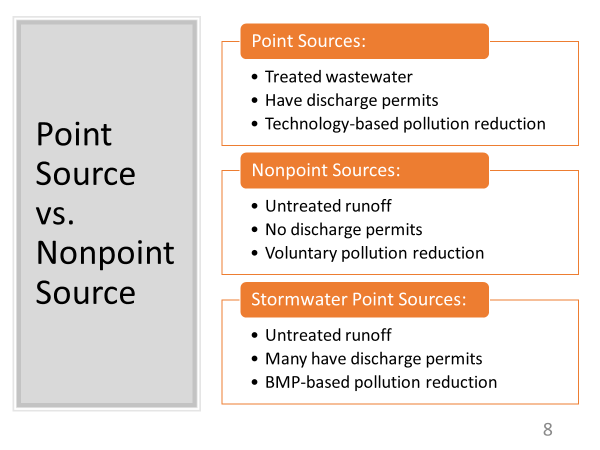 Point
Source
vs.
Nonpoint
Source
Point Sources:
• Treated wastewater
• Have discharge permits
• Technology-based pollution reduction
Nonpoint Sources:
• Untreated runoff
• No discharge permits
• Voluntary pollution reduction
Stormwater Point Sources:
• Untreated runoff
• Many have discharge permits
• BMP-based pollution reduction
8